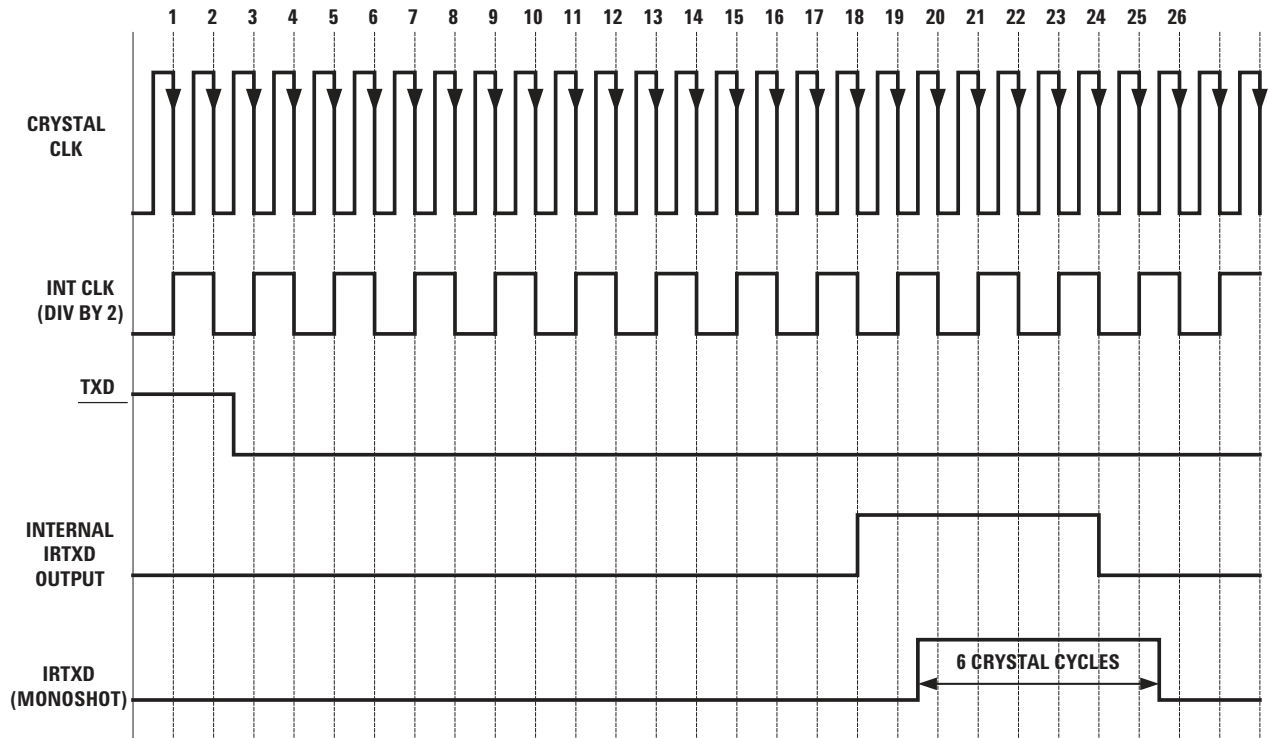 1 2 3 4 5 6 7 8 9 10 11 12 13 14 15 16 17 18 19 20 21 22 23 24 25 26
CRYSTAL
CLK
INT CLK
(DIV BY 2)
TXD
INTERNAL
IRTXD
OUTPUT
IRTXD
(MONOSHOT)
6 CRYSTAL CYCLES